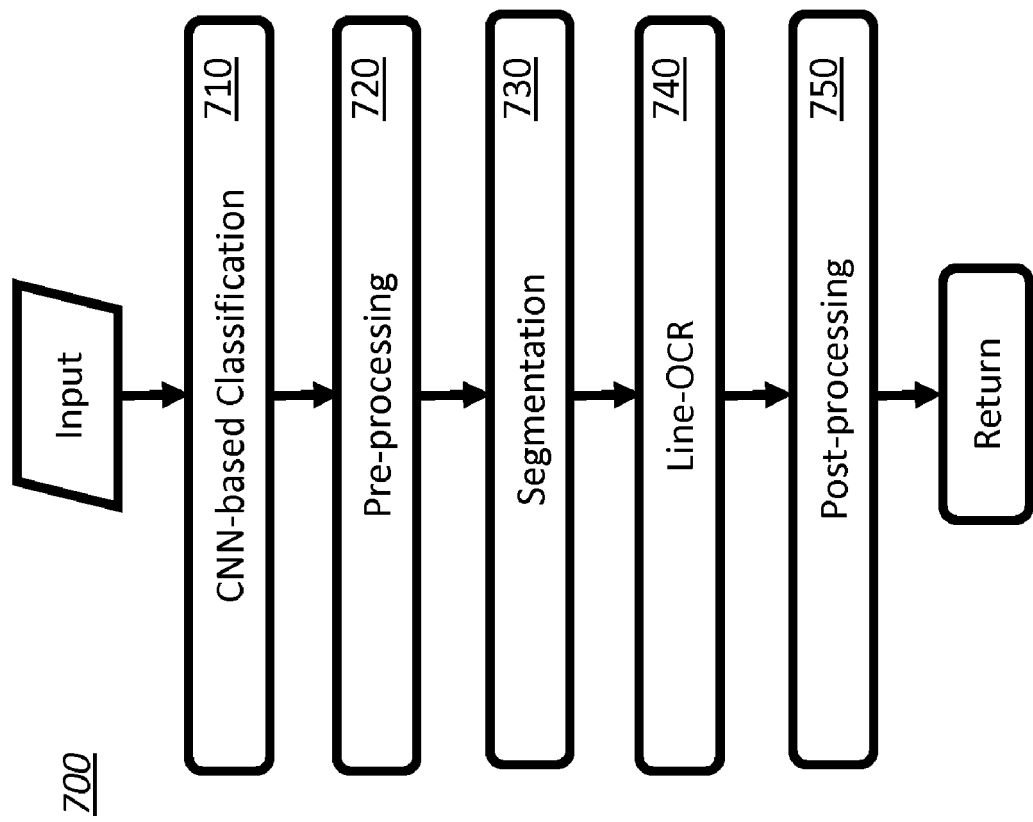 700
Input
CNN-based Classification 710
Pre-processing 720
Segmentation 730
Line-OCR 740
Post-processing 750
Return